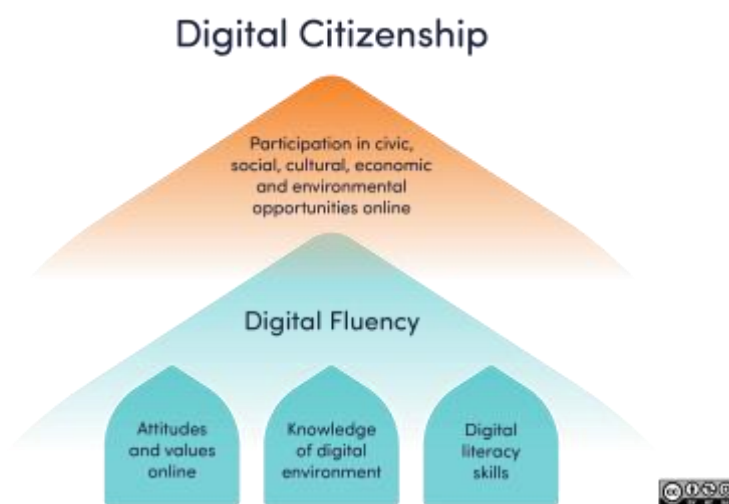 Digital Citizenship
Participation in civic,
social, cultural, economic
and environmental
opportunities online
Digital Fluency
Attitudes
and values
online
Knowledge
of digital
environment
Digital
literacy
skills